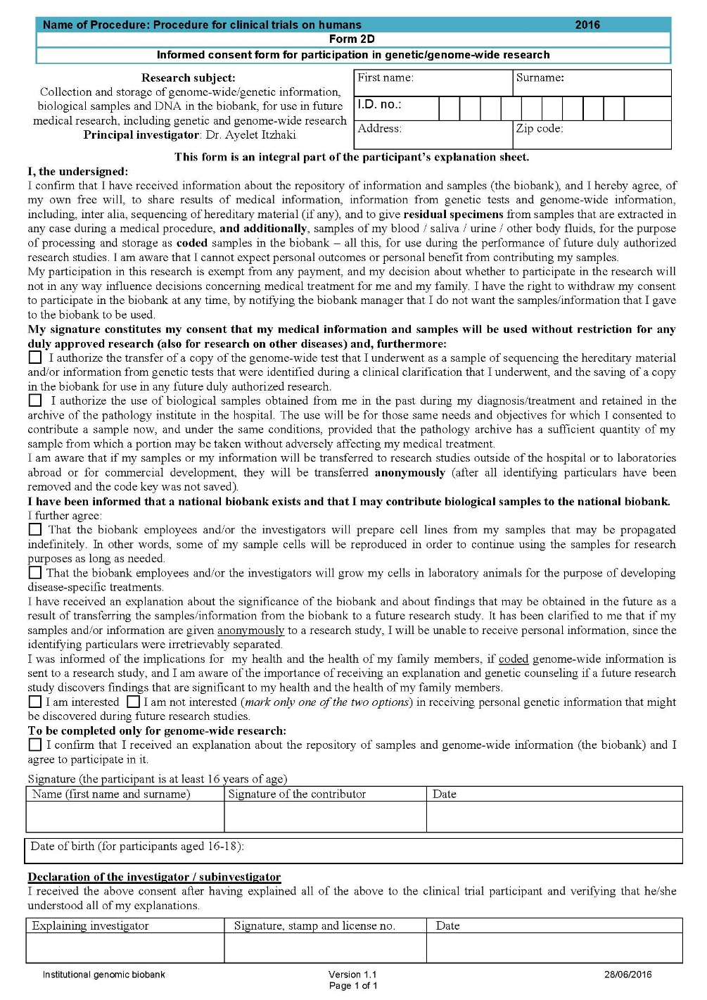 Name of Procedure: Procedure for clinical trials on humans 2016
Form 2D
Informed consent form for participation in genetic/genome-wide research
Research subject:
Collection and storage of genome-wide/genetic information,
biological samples and DNA in the biobank, for use in future
medical research, including genetic and genome-wide research
Principal investigator: Dr. Ayelet Itzhaki
First name: Surname:
I.D. no.:
Address: Zip code:
This form is an integral part of the participant's explanation sheet.
I, the undersigned:
I confirm that I have received information about the repository of information and samples (the biobank), and I hereby agree, of
my own free will, to share results of medical information, information from genetic tests and genome-wide information,
including, inter alia, sequencing of hereditary material (if any), and to give residual specimens from samples that are extracted in
any case during a medical procedure, and additionally, samples of my blood / saliva / urine / other body fluids, for the purpose
of processing and storage as coded samples in the biobank – all this, for use during the performance of future duly authorized
research studies. I am aware that I cannot expect personal outcomes or personal benefit from contributing my samples.
My participation in this research is exempt from any payment, and my decision about whether to participate in the research will
not in any way influence decisions concerning medical treatment for me and my family. I have the right to withdraw my consent
to participate in the biobank at any time, by notifying the biobank manager that I do not want the samples/information that I gave
to the biobank to be used.
My signature constitutes my consent that my medical information and samples will be used without restriction for any
duly approved research (also for research on other diseases) and, furthermore:
I authorize the transfer of a copy of the genome-wide test that I underwent as a sample of sequencing the hereditary material
and/or information from genetic tests that were identified during a clinical clarification that I underwent, and the saving of a copy
in the biobank for use in any future duly authorized research.
I authorize the use of biological samples obtained from me in the past during my diagnosis/treatment and retained in the
archive of the pathology institute in the hospital. The use will be for those same needs and objectives for which I consented to
contribute a sample now, and under the same conditions, provided that the pathology archive has a sufficient quantity of my
sample from which a portion may be taken without adversely affecting my medical treatment.
I am aware that if my samples or my information will be transferred to research studies outside of the hospital or to laboratories
abroad or for commercial development, they will be transferred anonymously (after all identifying particulars have been
removed and the code key was not saved).
I have been informed that a national biobank exists and that I may contribute biological samples to the national biobank.
I further agree:
That the biobank employees and/or the investigators will prepare cell lines from my samples that may be propagated
indefinitely. In other words, some of my sample cells will be reproduced in order to continue using the samples for research
purposes as long as needed.
That the biobank employees and/or the investigators will grow my cells in laboratory animals for the purpose of developing
disease-specific treatments.
I have received an explanation about the significance of the biobank and about findings that may be obtained in the future as a
result of transferring the samples/information from the biobank to a future research study. It has been clarified to me that if my
samples and/or information are given anonymously to a research study, I will be unable to receive personal information, since the
identifying particulars were irretrievably separated.
I was informed of the implications for my health and the health of my family members, if coded genome-wide information is
sent to a research study, and I am aware of the importance of receiving an explanation and genetic counseling if a future research
study discovers findings that are significant to my health and the health of my family members.
I am interested I am not interested (mark only one of the two options) in receiving personal genetic information that might
be discovered during future research studies.
To be completed only for genome-wide research:
I confirm that I received an explanation about the repository of samples and genome-wide information (the biobank) and I
agree to participate in it.
Signature (the participant is at least 16 years of age)
Name (first name and surname) Signature of the contributor Date
Date of birth (for participants aged 16-18):
Declaration of the investigator / subinvestigator
I received the above consent after having explained all of the above to the clinical trial participant and verifying that he/she
understood all of my explanations.
Explaining investigator Signature, stamp and license no. Date
Institutional genomic biobank Version 1.1 28/06/2016
Page 1 of 1